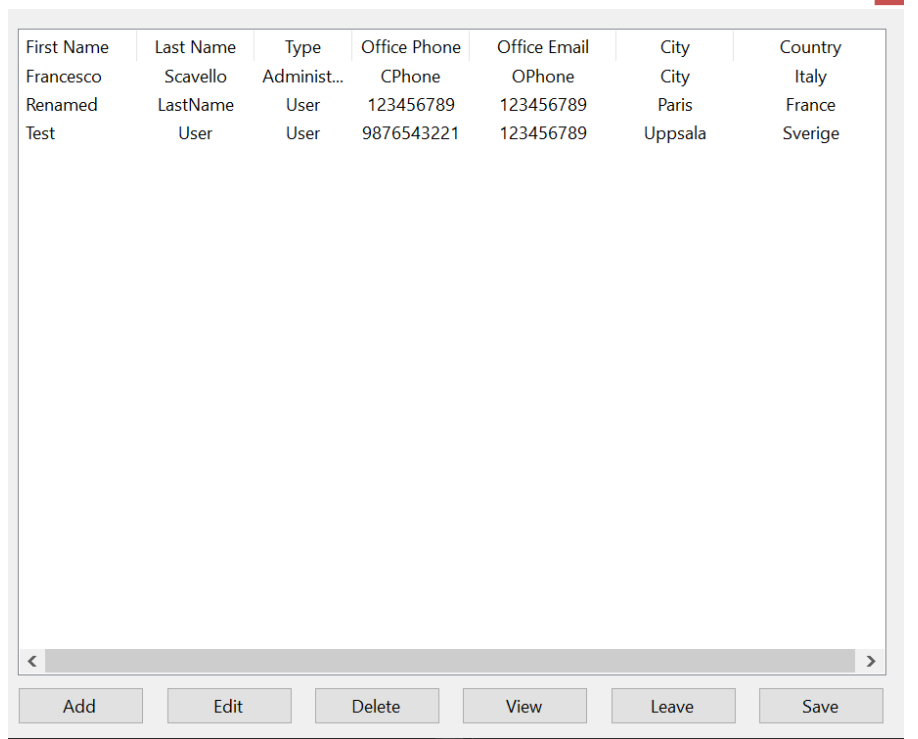 First Name Last Name Type Office Phone Office Email City Country
Francesco Scavello Administ... CPhone OPhone City Italy
Renamed LastName User 123456789 123456789 Paris France
Test User User 9876543221 123456789 Uppsala Sverige
Add Edit Delete View Leave Save